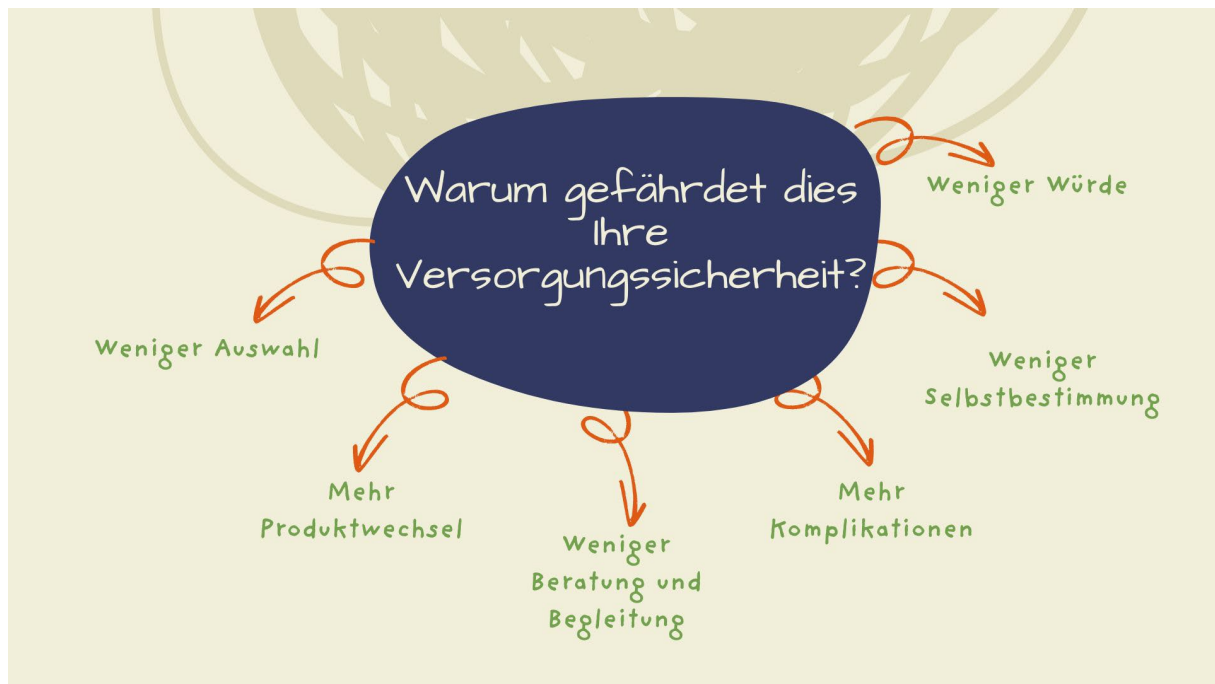 Warum gefährdet dies
Ihre
Versorgungssicherheit?
Weniger Würde
Weniger Auswahl
Weniger
Selbstbestimmung
Mehr
Produktwechsel
Mehr
Komplikationen
Weniger
Beratung und
Begleitung